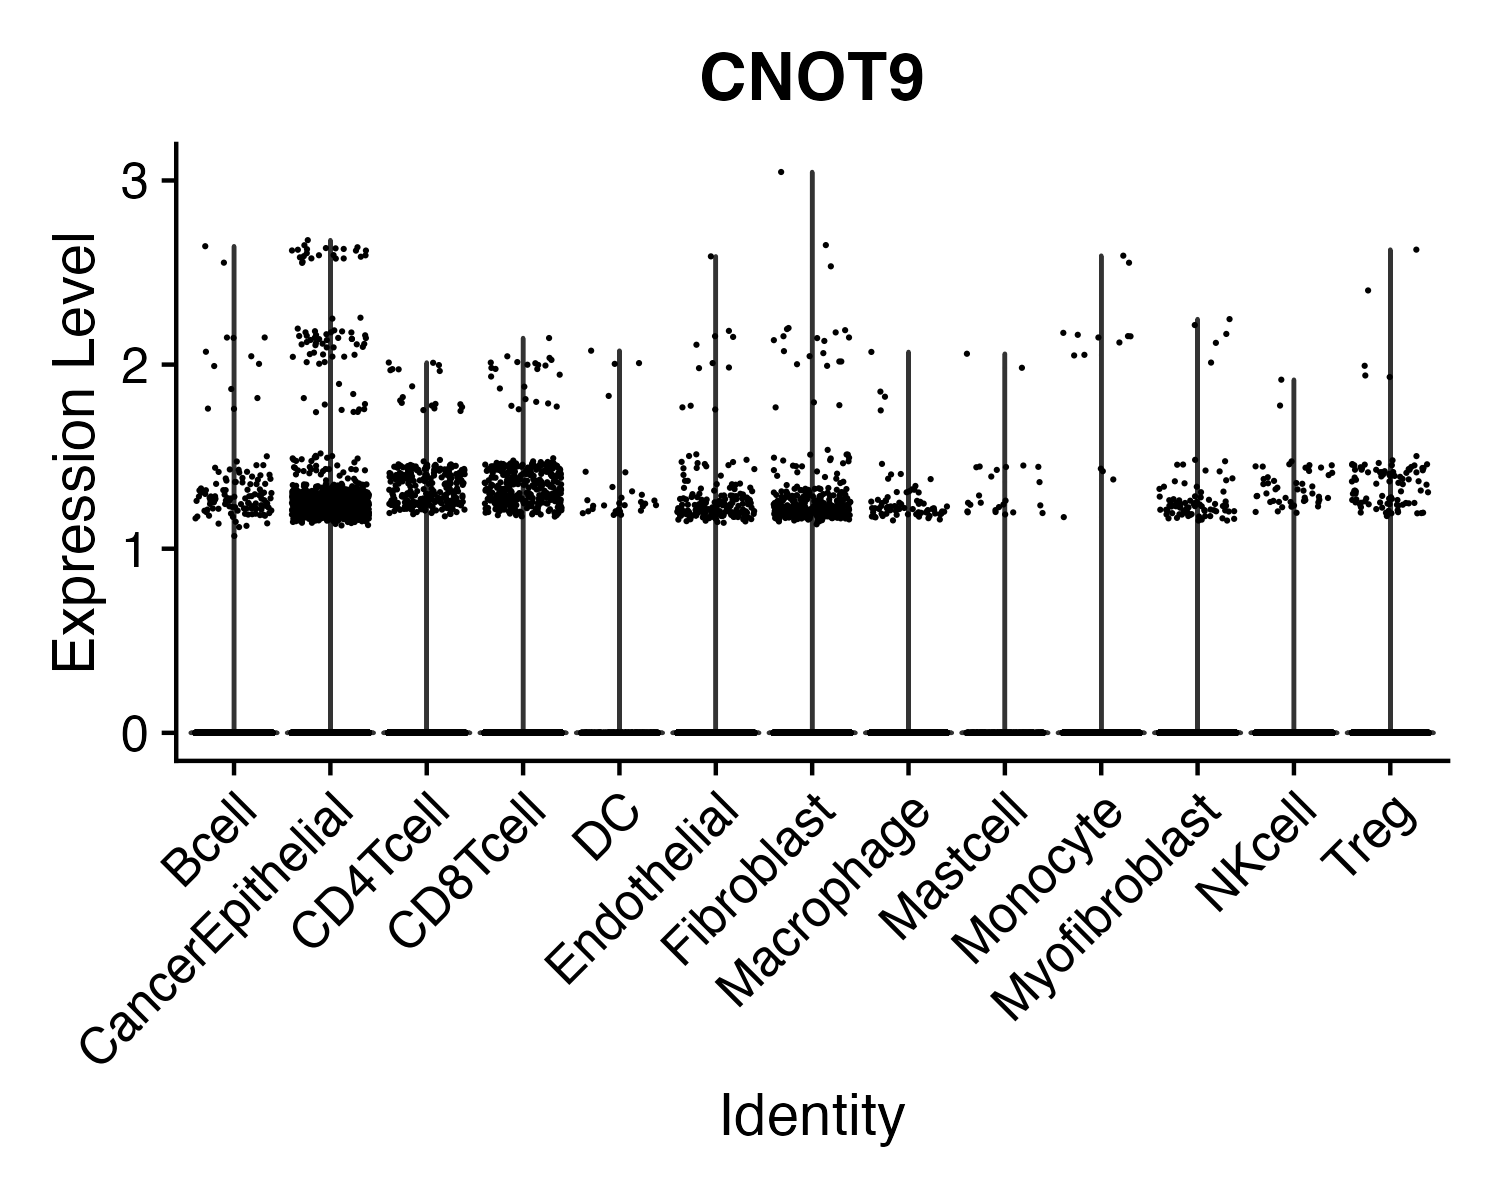 CNOT9
Expression Level
3
2
1
0
Bcell
CancerEpithelial
CD4Tcell
CD8Tcell
DC
Endothelial
Fibroblast
Macrophage
Mastcell
Monocyte
Myofibroblast
NKcell
Treg
Identity